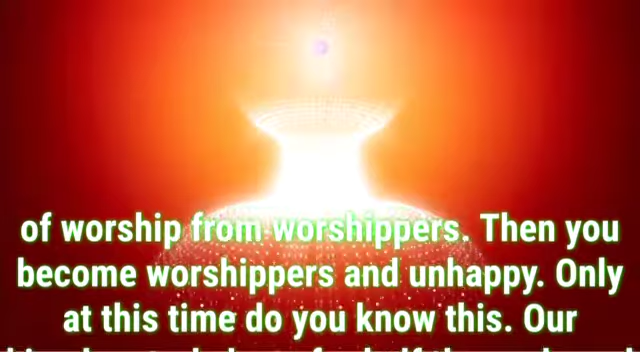 of worship from worshippers. Then you
become worshippers and unhappy. Only
at this time do you know this. Our